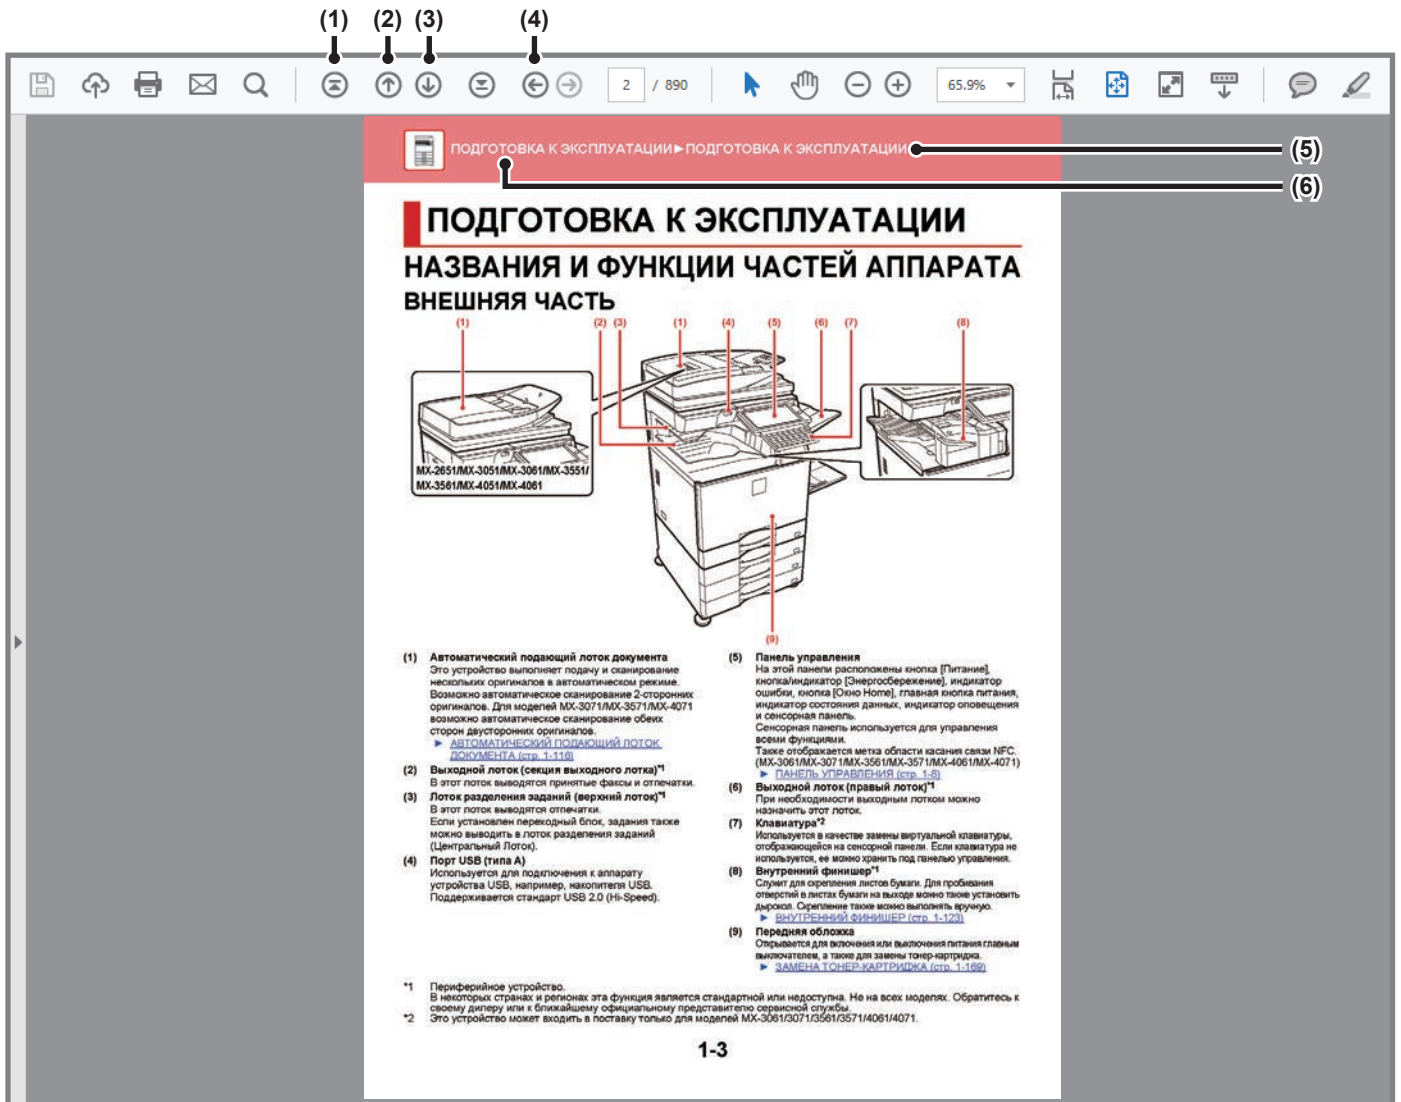 (1) (2) (3) (4)
2 / 890 65.9%
ПОДГОТОВКА К ЭКСПЛУАТАЦИИ►ПОДГОТОВКА К ЭКСПЛУАТАЦИИ
(5)
(6)
ПОДГОТОВКА К ЭКСПЛУАТАЦИИ
НАЗВАНИЯ И ФУНКЦИИ ЧАСТЕЙ АППАРАТА
ВНЕШНЯЯ ЧАСТЬ
(1) (2) (3) (1) (4) (5) (6) (7) (8)
MX-2651/MX-3051/MX-3061/MX-3551/
MX-3561/MX-4051/MX-4061
(9)
(1) Автоматический подающий лоток документа
Это устройство выполняет подачу и сканирование
нескольких оригиналов в автоматическом режиме.
Возможно автоматическое сканирование 2-сторонних
оригиналов. Для моделей MX-3071/MX-3571/MX-4071
возможно автоматическое сканирование обеих
сторон двусторонних оригиналов.
► АВТОМАТИЧЕСКИЙ ПОДАЮЩИЙ ЛОТОК
ДОКУМЕНТА (стр. 1-116)
(2) Выходной лоток (секция выходного лотка)*1
В этот лоток выводятся принятые факсы и отпечатки.
(3) Лоток разделения заданий (верхний лоток)*1
В этот лоток выводятся отпечатки.
Если установлен переходный блок, задания также
можно выводить в лоток разделения заданий
(Центральный Лоток).
(4) Порт USB (типа A)
Используется для подключения к аппарату
устройства USB, например, накопителя USB.
Поддерживается стандарт USB 2.0 (Hi-Speed).
(5) Панель управления
На этой панели расположены кнопка [Питание],
кнопка/индикатор [Энергосбережение], индикатор
ошибки, кнопка [Окно Home], главная кнопка питания,
индикатор состояния данных, индикатор оповещения
и сенсорная панель.
Сенсорная панель используется для управления
всеми функциями.
Также отображается метка области касания связи NFC.
(MX-3061/MX-3071/MX-3561/MX-3571/MX-4061/MX-4071)
► ПАНЕЛЬ УПРАВЛЕНИЯ (стр. 1-8)
(6) Выходной лоток (правый лоток)*1
При необходимости выходным лотком можно
назначить этот лоток.
(7) Клавиатура*2
Используется в качестве замены виртуальной клавиатуры,
отображающейся на сенсорной панели. Если клавиатура не
используется, ее можно хранить под панелью управления.
(8) Внутренний финишер*1
Служит для скрепления листов бумаги. Для пробивания
отверстий в листах бумаги на выходе можно также установить
дырокол. Скрепление также можно выполнять вручную.
► ВНУТРЕННИЙ ФИНИШЕР (стр. 1-123)
(9) Передняя обложка
Открывается для включения или выключения питания главным
выключателем, а также для замены тонер-картриджа.
► ЗАМЕНА ТОНЕР-КАРТРИДЖА (стр. 1-169)
*1 Периферийное устройство.
В некоторых странах и регионах эта функция является стандартной или недоступна. Не на всех моделях. Обратитесь к
своему дилеру или к ближайшему официальному представителю сервисной службы.
*2 Это устройство может входить в поставку только для моделей MX-3061/3071/3561/3571/4061/4071.
1-3